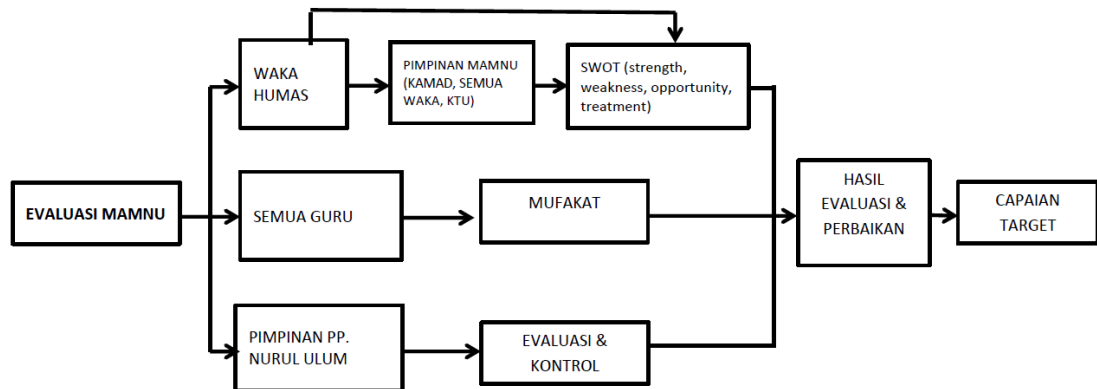 WAKA
HUMAS
PIMPINAN MAMNU
(KAMAD, SEMUA
WAKA, KTU)
SWOT (strength,
weakness, opportunity,
treatment)
EVALUASI MAMNU
SEMUA GURU
MUFAKAT
HASIL
EVALUASI &
PERBAIKAN
CAPAIAN
TARGET
PIMPINAN PP.
NURUL ULUM
EVALUASI &
KONTROL